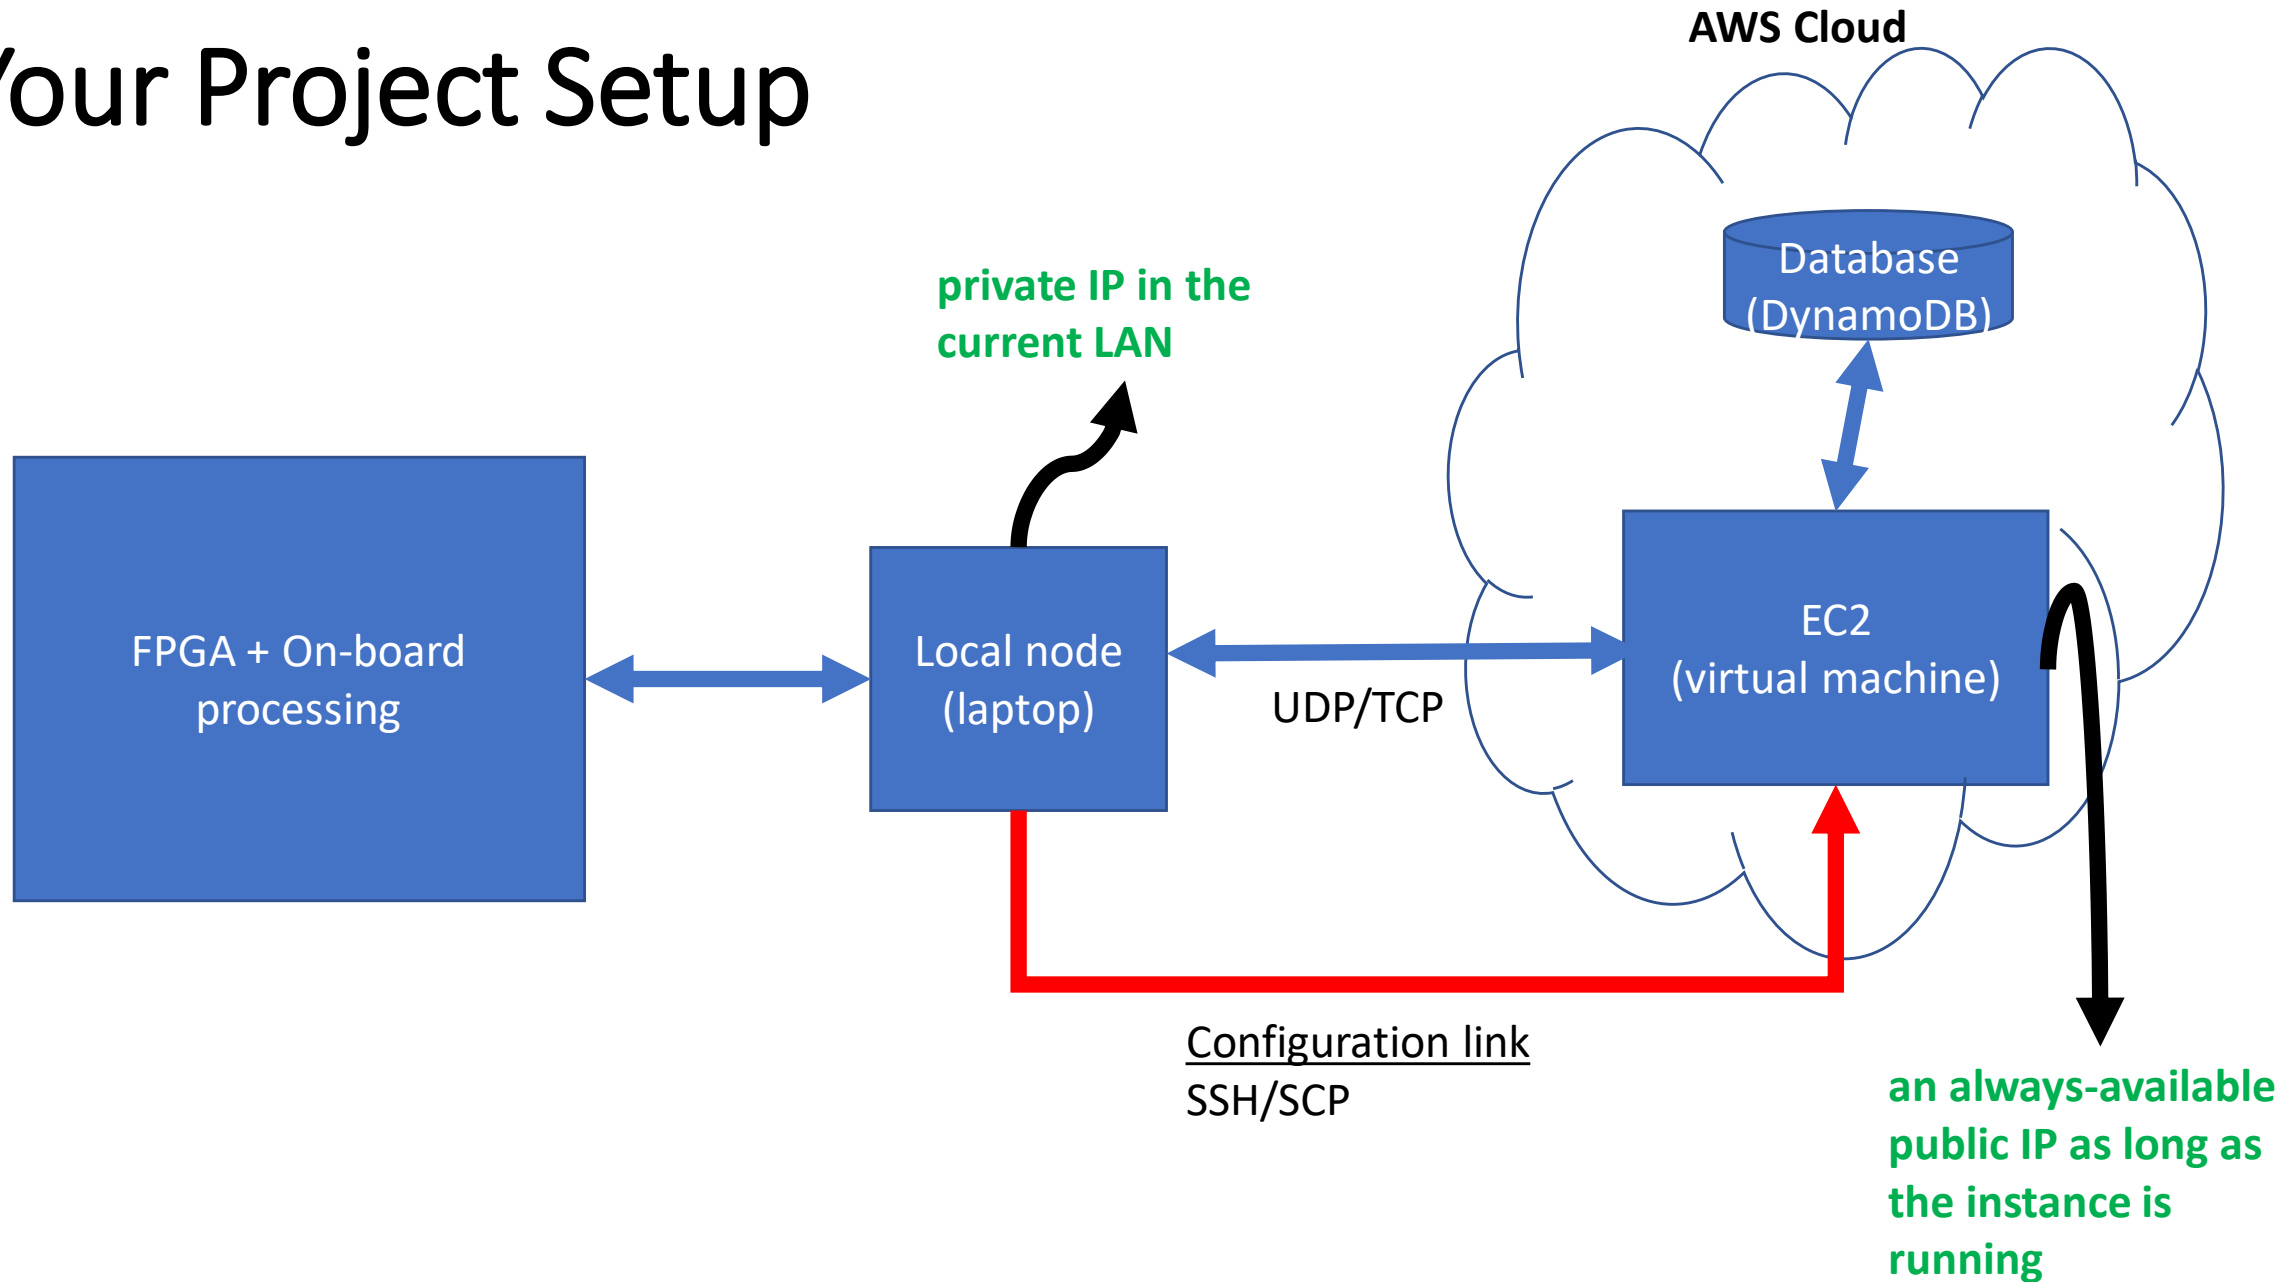 Your Project Setup
AWS Cloud
private IP in the
current LAN
Database
(DynamoDB)
FPGA + On-board
processing
Local node
(laptop)
UDP/TCP
EC2
(virtual machine)
Configuration link
SSH/SCP
an always-available
public IP as long as
the instance is
running